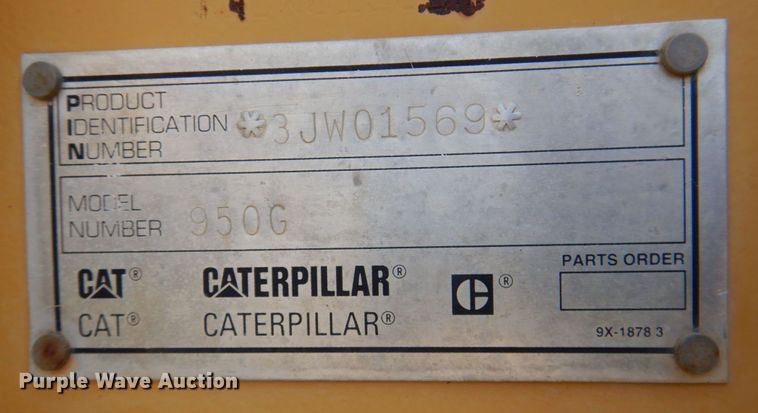 PRODUCT
IDENTIFICATION *3JW01569*
NUMBER
MODEL
NUMBER 950G
PARTS ORDER
CAT® CATERPILLAR® C ®
CAT® CATERPILLAR®
9X-1878 3
Purple Wave Auction